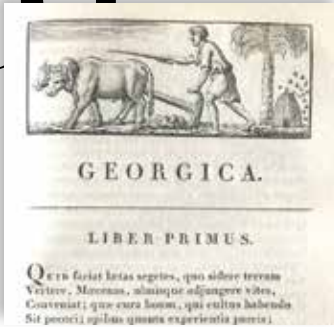 GEORGICA.
LIBER PRIMUS.
QUID faciat lætas segetes, quo sidere terram
Vertere, Mæcenas, ulmisque adjungere vites,
Conveniat; quæ cura boum, qui cultus habendo
Sit pecori; apibus quanta experientia parcis;